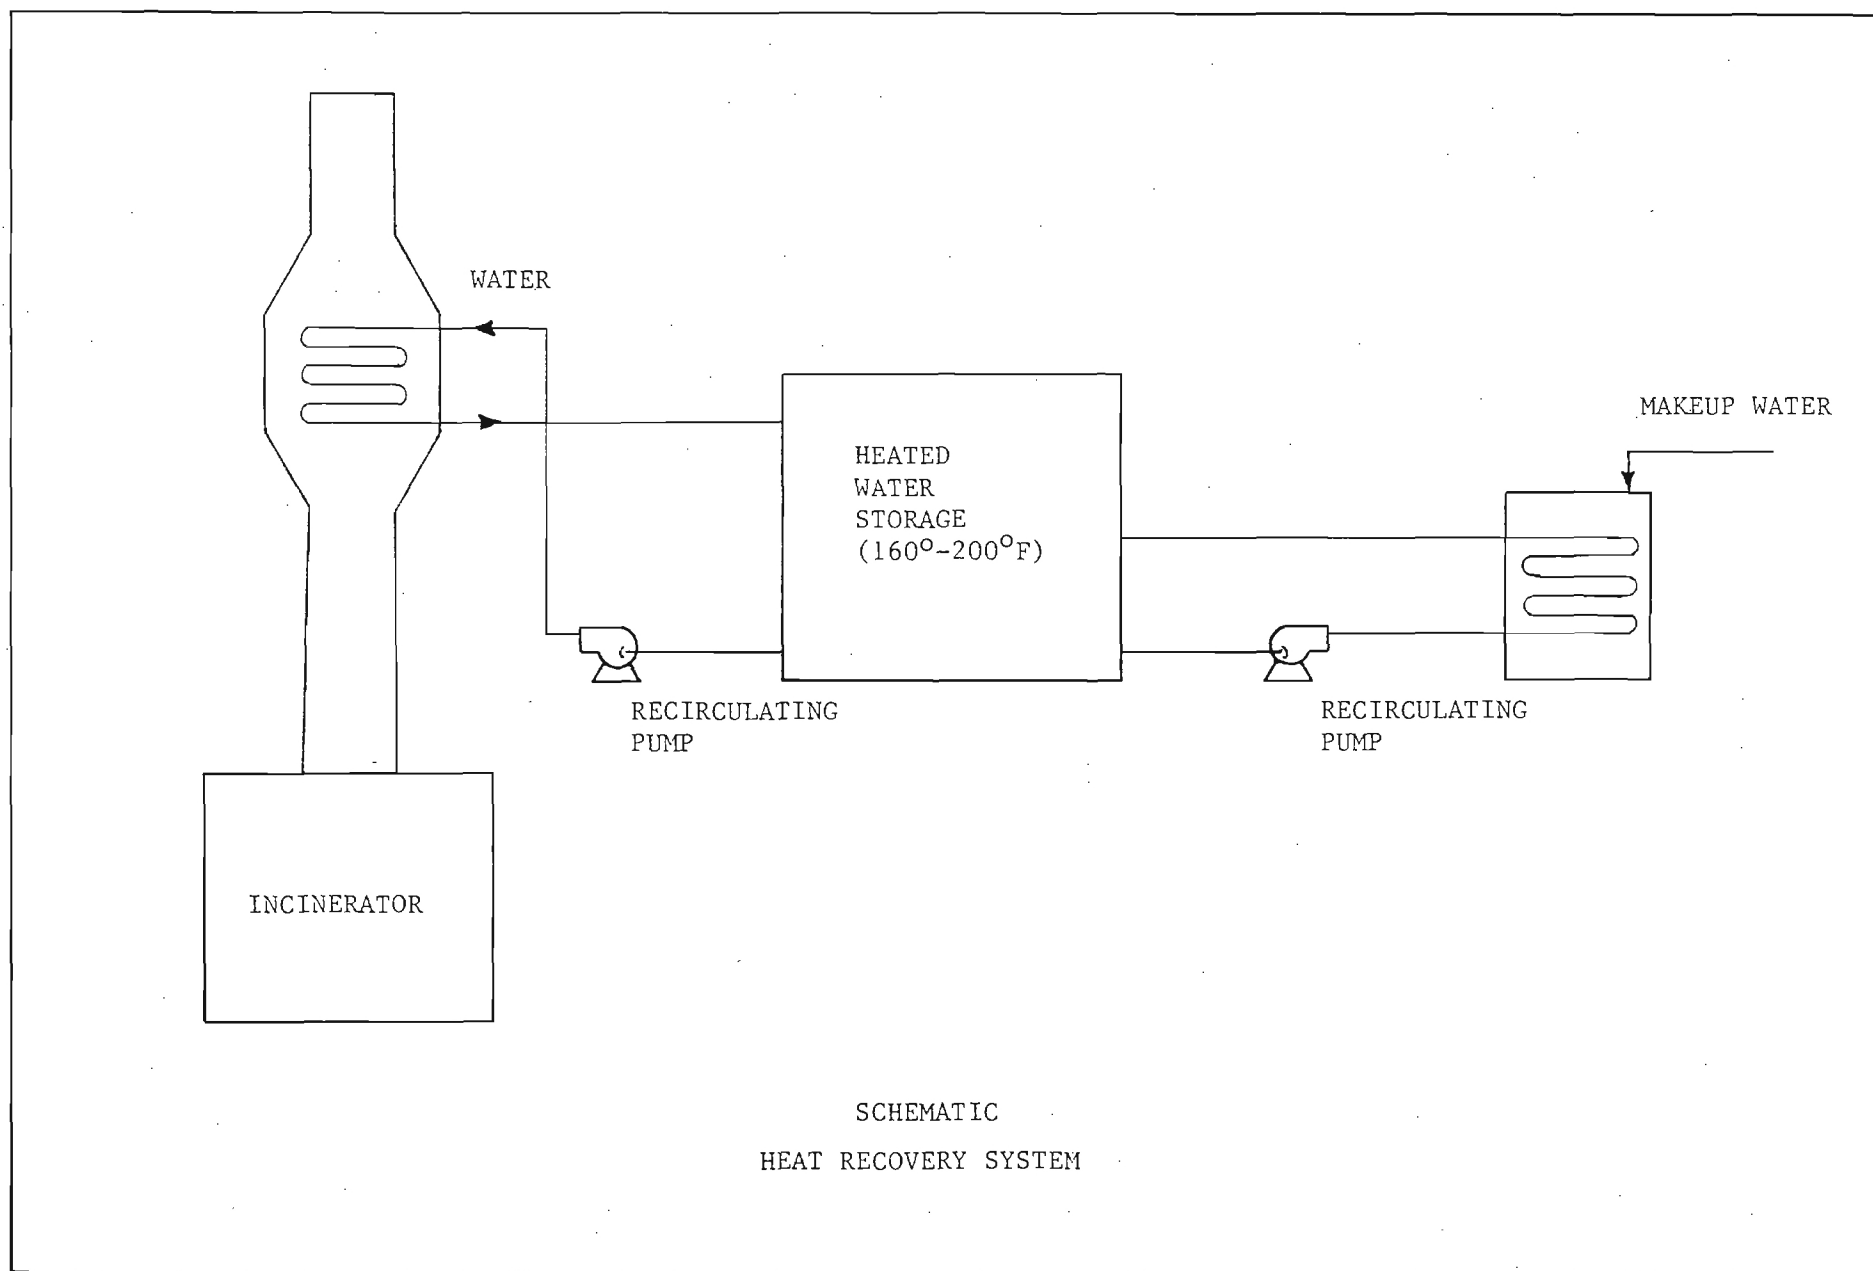 WATER
MAKEUP WATER
HEATED
WATER
STORAGE
(160°-200°F)
RECIRCULATING
PUMP
RECIRCULATING
PUMP
INCINERATOR
SCHEMATIC
HEAT RECOVERY SYSTEM